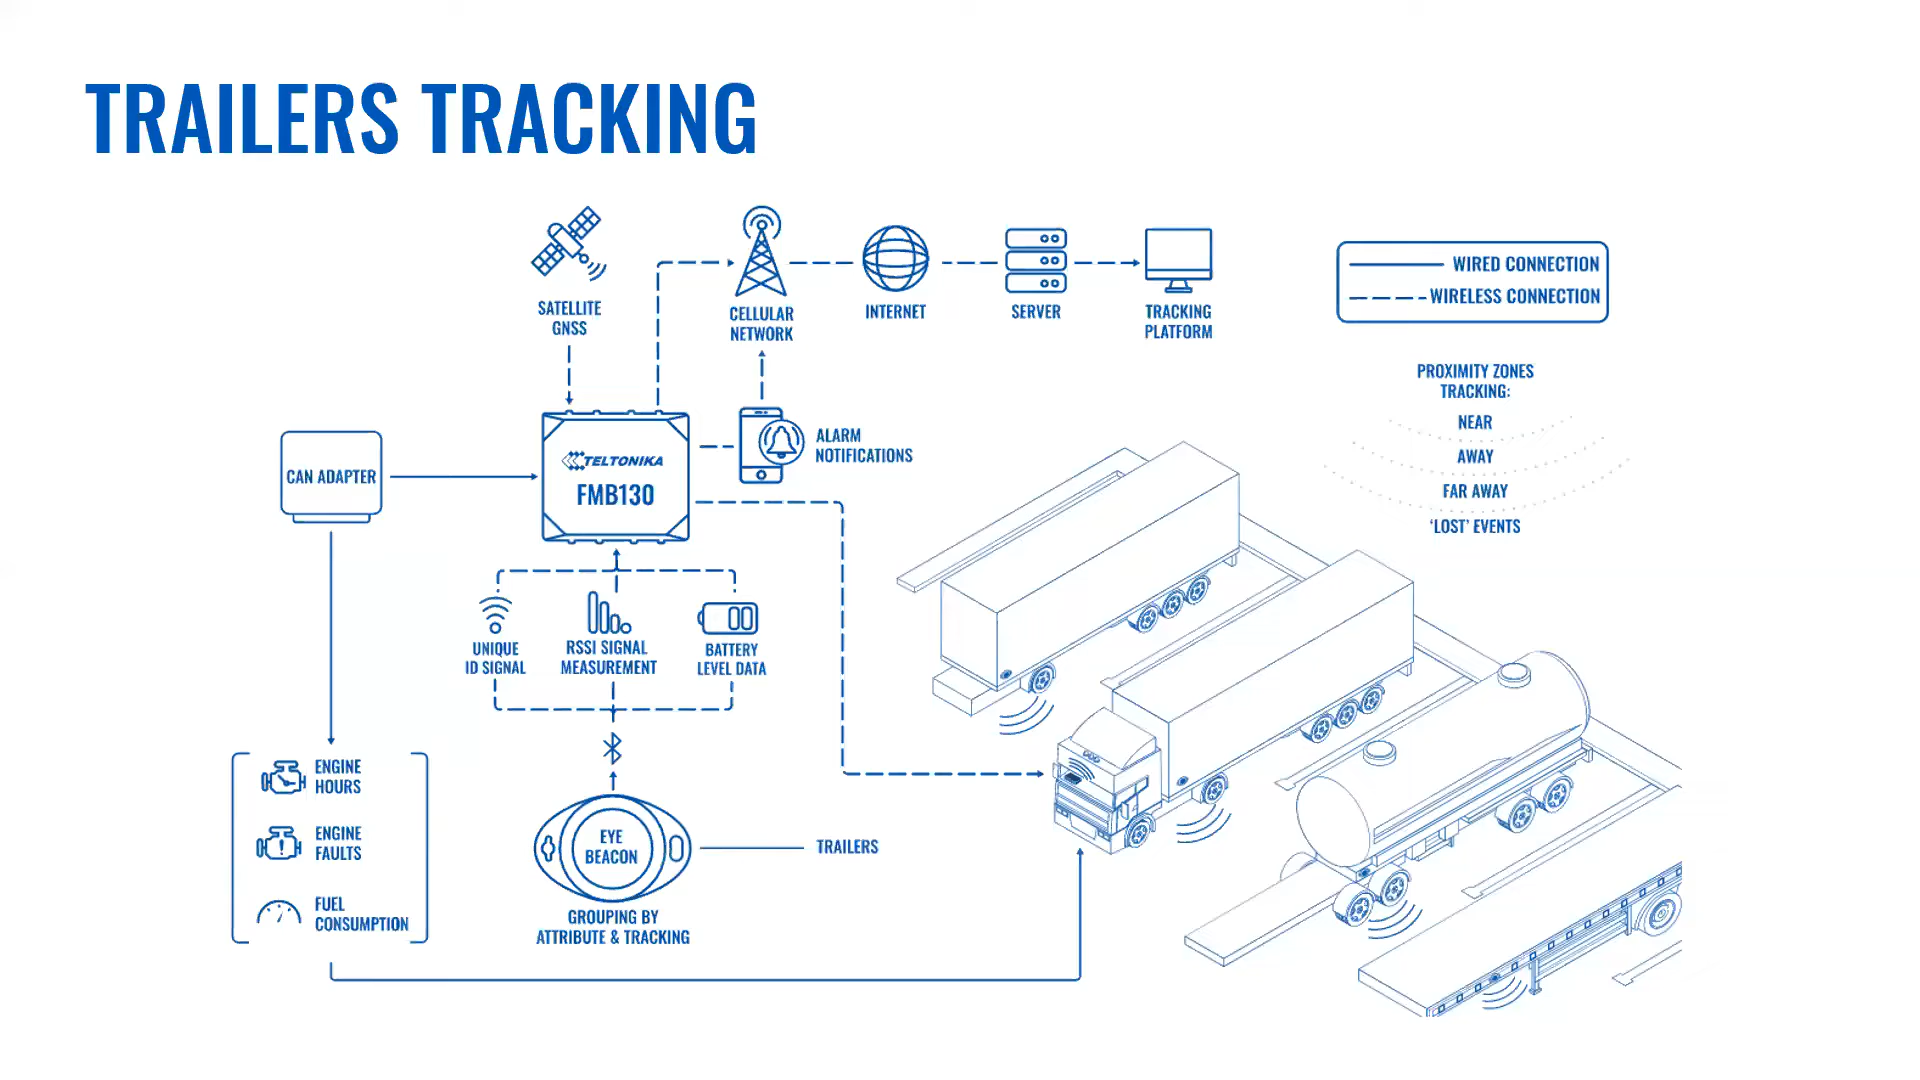 TRAILERS TRACKING
SATELLITE
GNSS
CELLULAR
NETWORK
INTERNET
SERVER
TRACKING
PLATFORM
WIRED CONNECTION
WIRELESS CONNECTION
PROXIMITY ZONES
TRACKING:
NEAR
AWAY
FAR AWAY
'LOST' EVENTS
CAN ADAPTER
TELTONIKA
FMB130
ALARM
NOTIFICATIONS
UNIQUE
ID SIGNAL
RSSI SIGNAL
MEASUREMENT
BATTERY
LEVEL DATA
ENGINE
HOURS
ENGINE
FAULTS
FUEL
CONSUMPTION
EYE
BEACON
TRAILERS
GROUPING BY
ATTRIBUTE & TRACKING